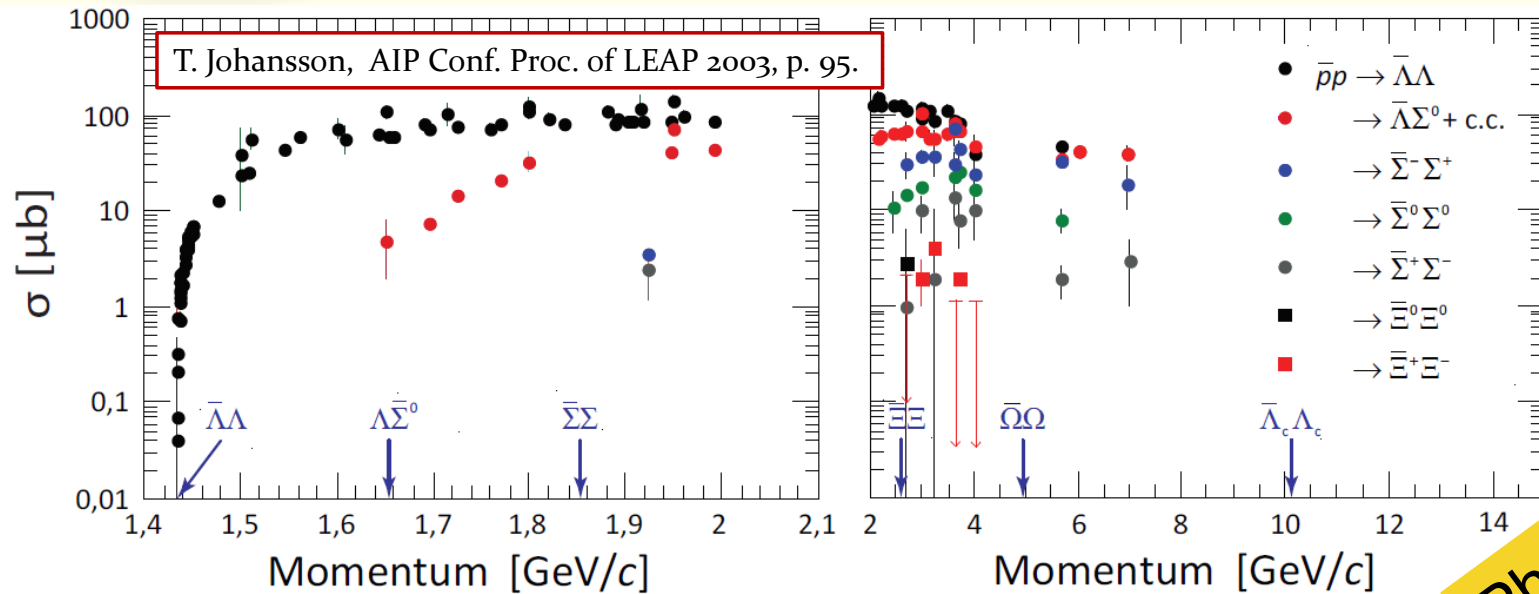 1000
100
10
1
0,1
0,01
σ [μb]
T. Johansson, AIP Conf. Proc. of LEAP 2003, p. 95.
Λ̅Λ
ΛΣ̅⁰
Σ̅Σ
1,4 1,5 1,6 1,7 1,8 1,9 2 2,1
Momentum [GeV/c]
p̅p → Λ̅Λ
→ Λ̅Σ⁰ + c.c.
→ Σ̅⁻Σ⁺
→ Σ̅⁰Σ⁰
→ Σ̅⁺Σ⁻
→ Ξ̅⁰Ξ⁰
→ Ξ̅⁺Ξ⁻
Ξ̅Ξ
Ω̅Ω
Λ̅c Λc
2 4 6 8 10 12 14
Momentum [GeV/c]